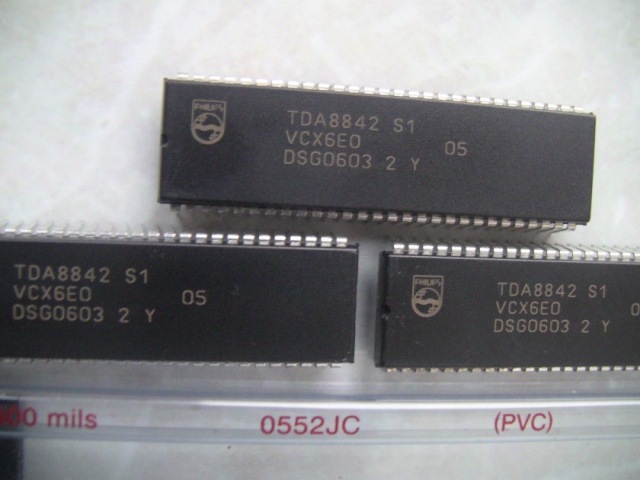 PHILIPS
TDA8842 S1
VCX6E0 05
DSG0603 2 Y
TDA8842 S1
VCX6E0 05
DSG0603 2 Y
PHILIPS
TDA8842 S1
VCX6E0
DSG0603 2 Y
mils 0552JC (PVC)